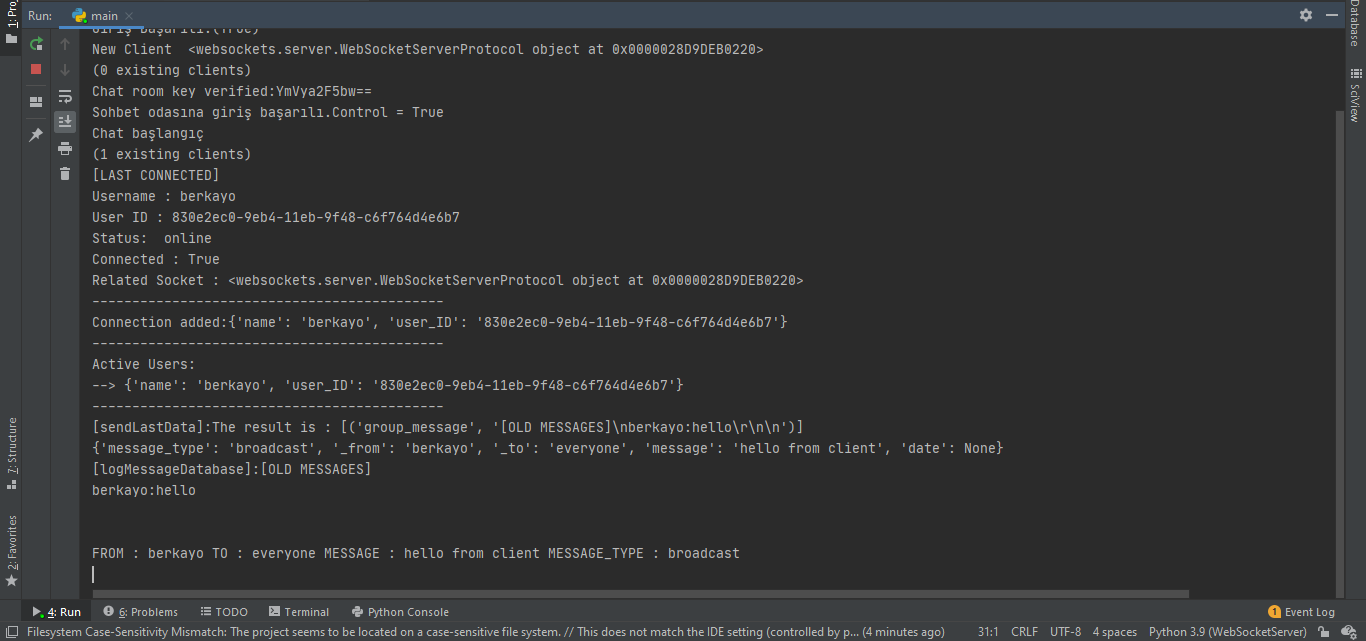 1: Proj
Run:
main
Giriş Başarılı.(True)
New Client  <websockets.server.WebSocketServerProtocol object at 0x0000028D9DEB0220>
(0 existing clients)
Chat room key verified:YmVya2F5bw==
Sohbet odasına giriş başarılı.Control = True
Chat başlangıç
(1 existing clients)
[LAST CONNECTED]
Username : berkayo
User ID : 830e2ec0-9eb4-11eb-9f48-c6f764d4e6b7
Status:  online
Connected : True
Related Socket : <websockets.server.WebSocketServerProtocol object at 0x0000028D9DEB0220>
--------------------------------------------
Connection added:{'name': 'berkayo', 'user_ID': '830e2ec0-9eb4-11eb-9f48-c6f764d4e6b7'}
--------------------------------------------
Active Users:
--> {'name': 'berkayo', 'user_ID': '830e2ec0-9eb4-11eb-9f48-c6f764d4e6b7'}
--------------------------------------------
[sendLastData]:The result is : [('group_message', '[OLD MESSAGES]\nberkayo:hello\r\n\n')]
{'message_type': 'broadcast', '_from': 'berkayo', '_to': 'everyone', 'message': 'hello from client', 'date': None}
[logMessageDatabase]:[OLD MESSAGES]
berkayo:hello
FROM : berkayo TO : everyone MESSAGE : hello from client MESSAGE_TYPE : broadcast
Database
SciView
7: Structure
2: Favorites
4: Run
6: Problems
TODO
Terminal
Python Console
1 Event Log
Filesystem Case-Sensitivity Mismatch: The project seems to be located on a case-sensitive file system. // This does not match the IDE setting (controlled by p... (4 minutes ago)
31:1
CRLF
UTF-8
4 spaces
Python 3.9 (WebSocketServer)